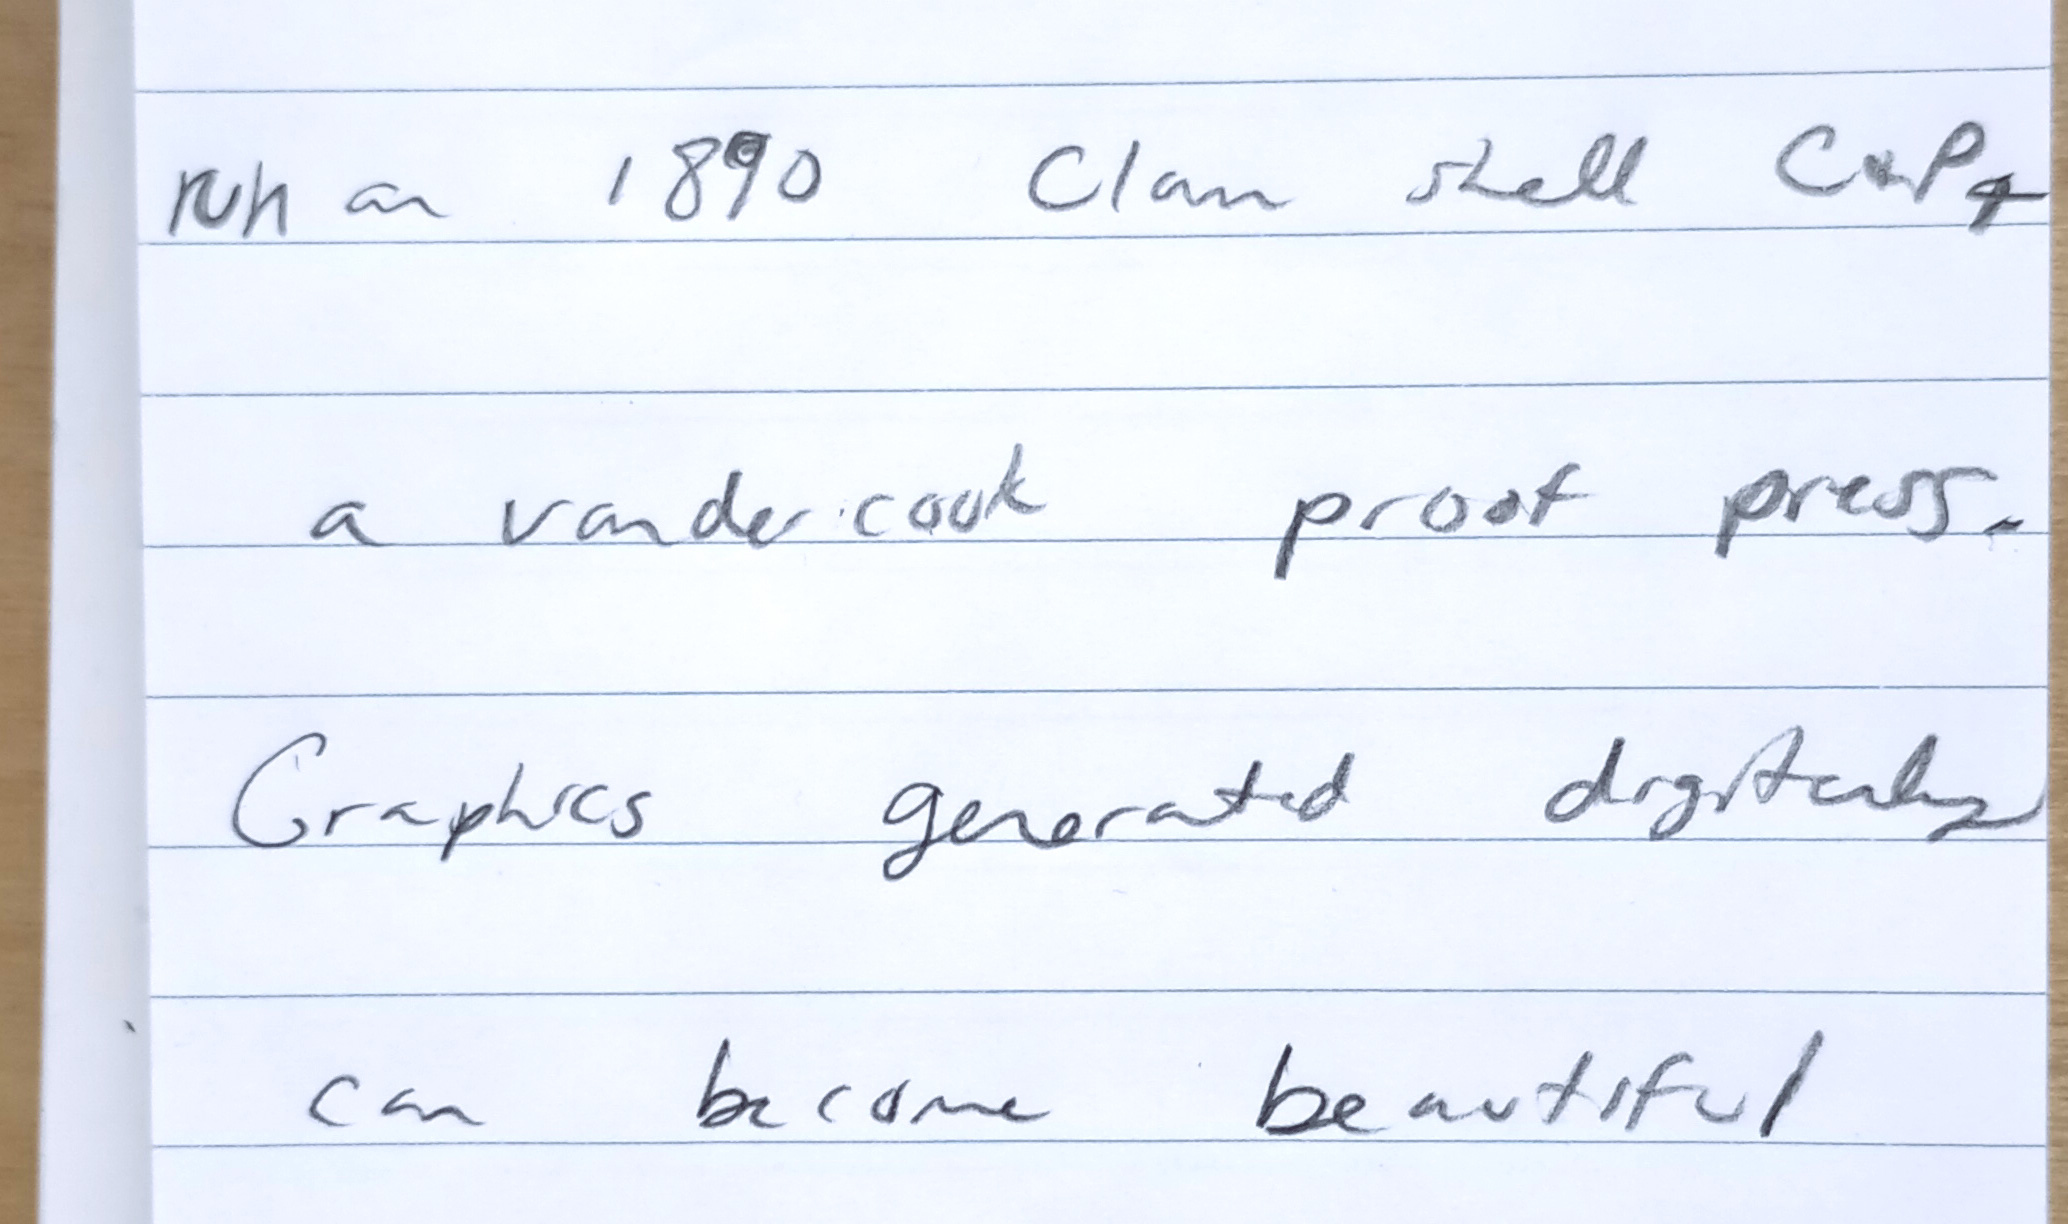 run an 1890 Clam shell C+P +
a vandercook proof press.
Graphics generated digitally
can become beautiful